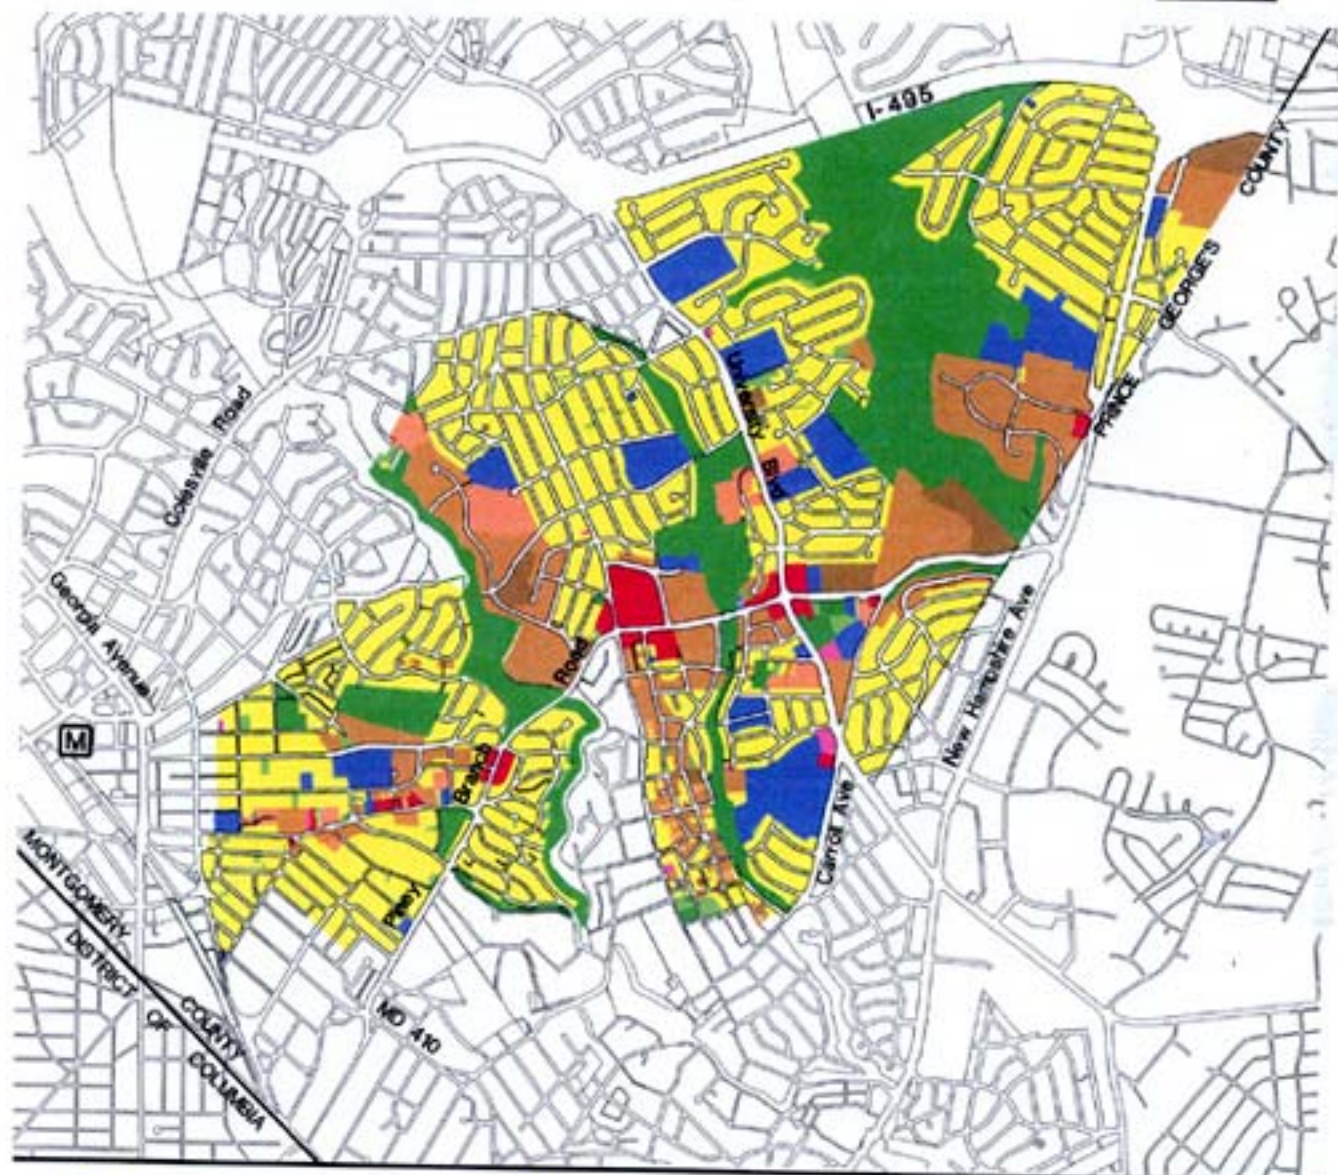 I-495
COUNTY
GEORGE'S
PRINCE
University
Blvd
Colesville Road
Georgia Avenue
M
Road
Branch
Piney
New Hampshire Ave
Carroll Ave
MONTGOMERY
COUNTY
DISTRICT
OF
COLUMBIA
MD 410